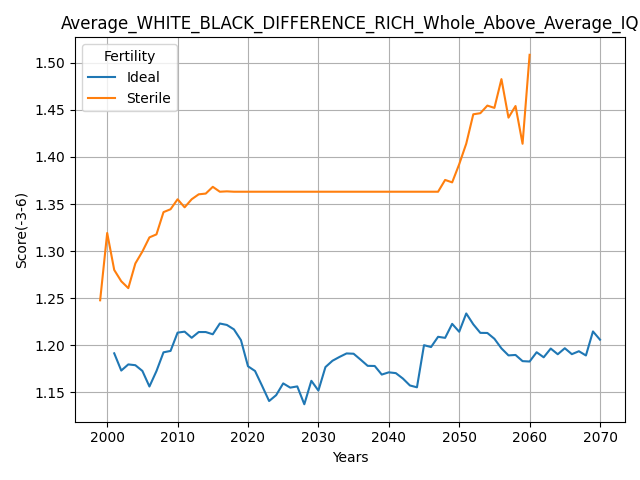 Average_WHITE_BLACK_DIFFERENCE_RICH_Whole_Above_Average_IQ
Fertility
Ideal
Sterile
Score(-3-6)
1.50
1.45
1.40
1.35
1.30
1.25
1.20
1.15
2000 2010 2020 2030 2040 2050 2060 2070
Years